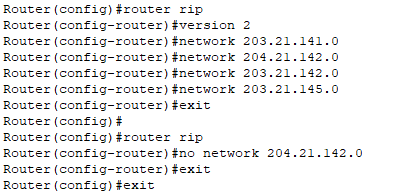 Router(config)#router rip
Router(config-router)#version 2
Router(config-router)#network 203.21.141.0
Router(config-router)#network 204.21.142.0
Router(config-router)#network 203.21.142.0
Router(config-router)#network 203.21.145.0
Router(config-router)#exit
Router(config)#
Router(config)#router rip
Router(config-router)#no network 204.21.142.0
Router(config-router)#exit
Router(config)#exit